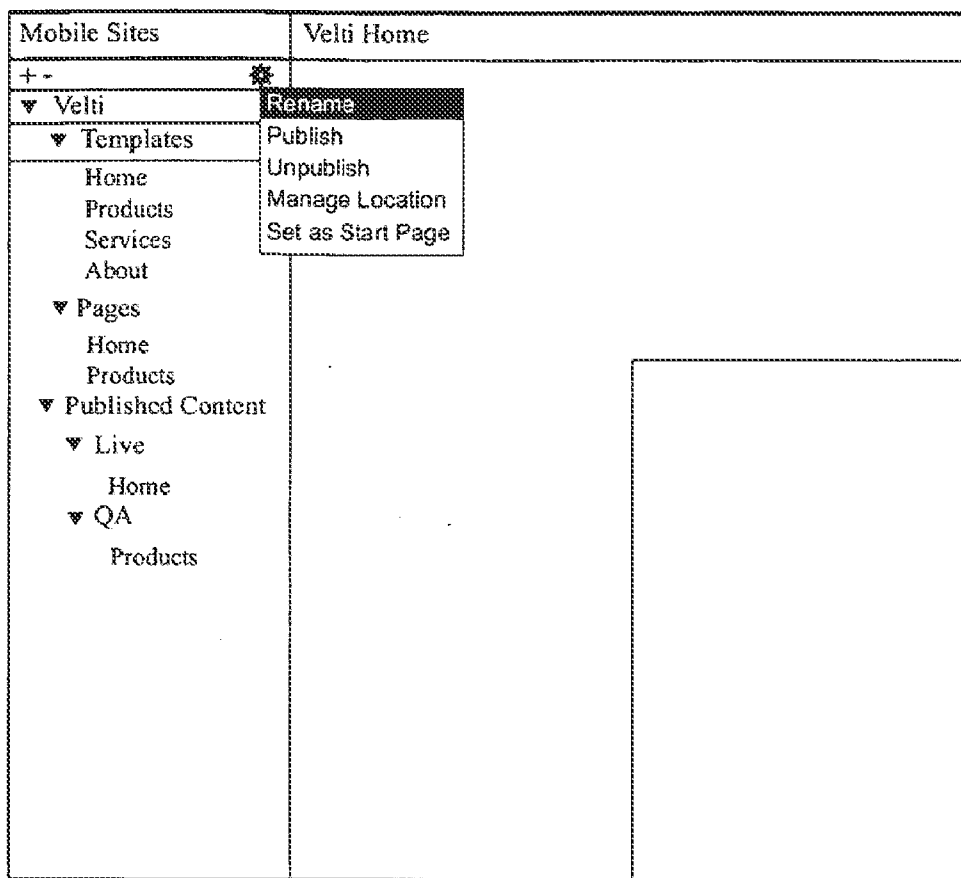 Mobile Sites
Velti Home
+ -
Velti
Templates
Home
Products
Services
About
Pages
Home
Products
Published Content
Live
Home
QA
Products
Rename
Publish
Unpublish
Manage Location
Set as Start Page